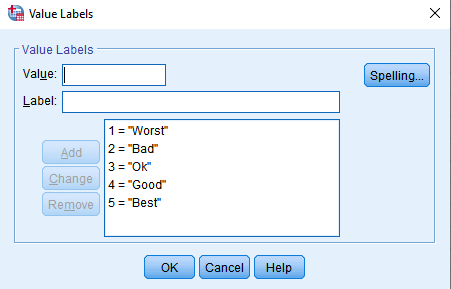 Value Labels
Value Labels
Value:
Spelling...
Label:
1 = "Worst"
2 = "Bad"
3 = "Ok"
4 = "Good"
5 = "Best"
Add
Change
Remove
OK Cancel Help